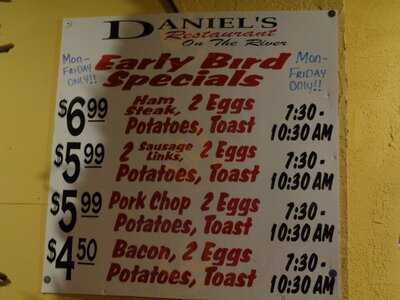 DANIEL'S
Restaurant
On The River
Mon-
FRIDAY
ONLY!!
Early Bird
Specials
Mon-
FRIDAY
ONLY!!
$6.99 Ham Steak, 2 Eggs 7:30-
Potatoes, Toast 10:30 AM
$5.99 2 Sausage Links, 2 Eggs 7:30-
Potatoes, Toast 10:30 AM
$5.99 Pork Chop 2 Eggs 7:30-
Potatoes, Toast 10:30 AM
$4.50 Bacon, 2 Eggs 7:30-
Potatoes, Toast 10:30 AM